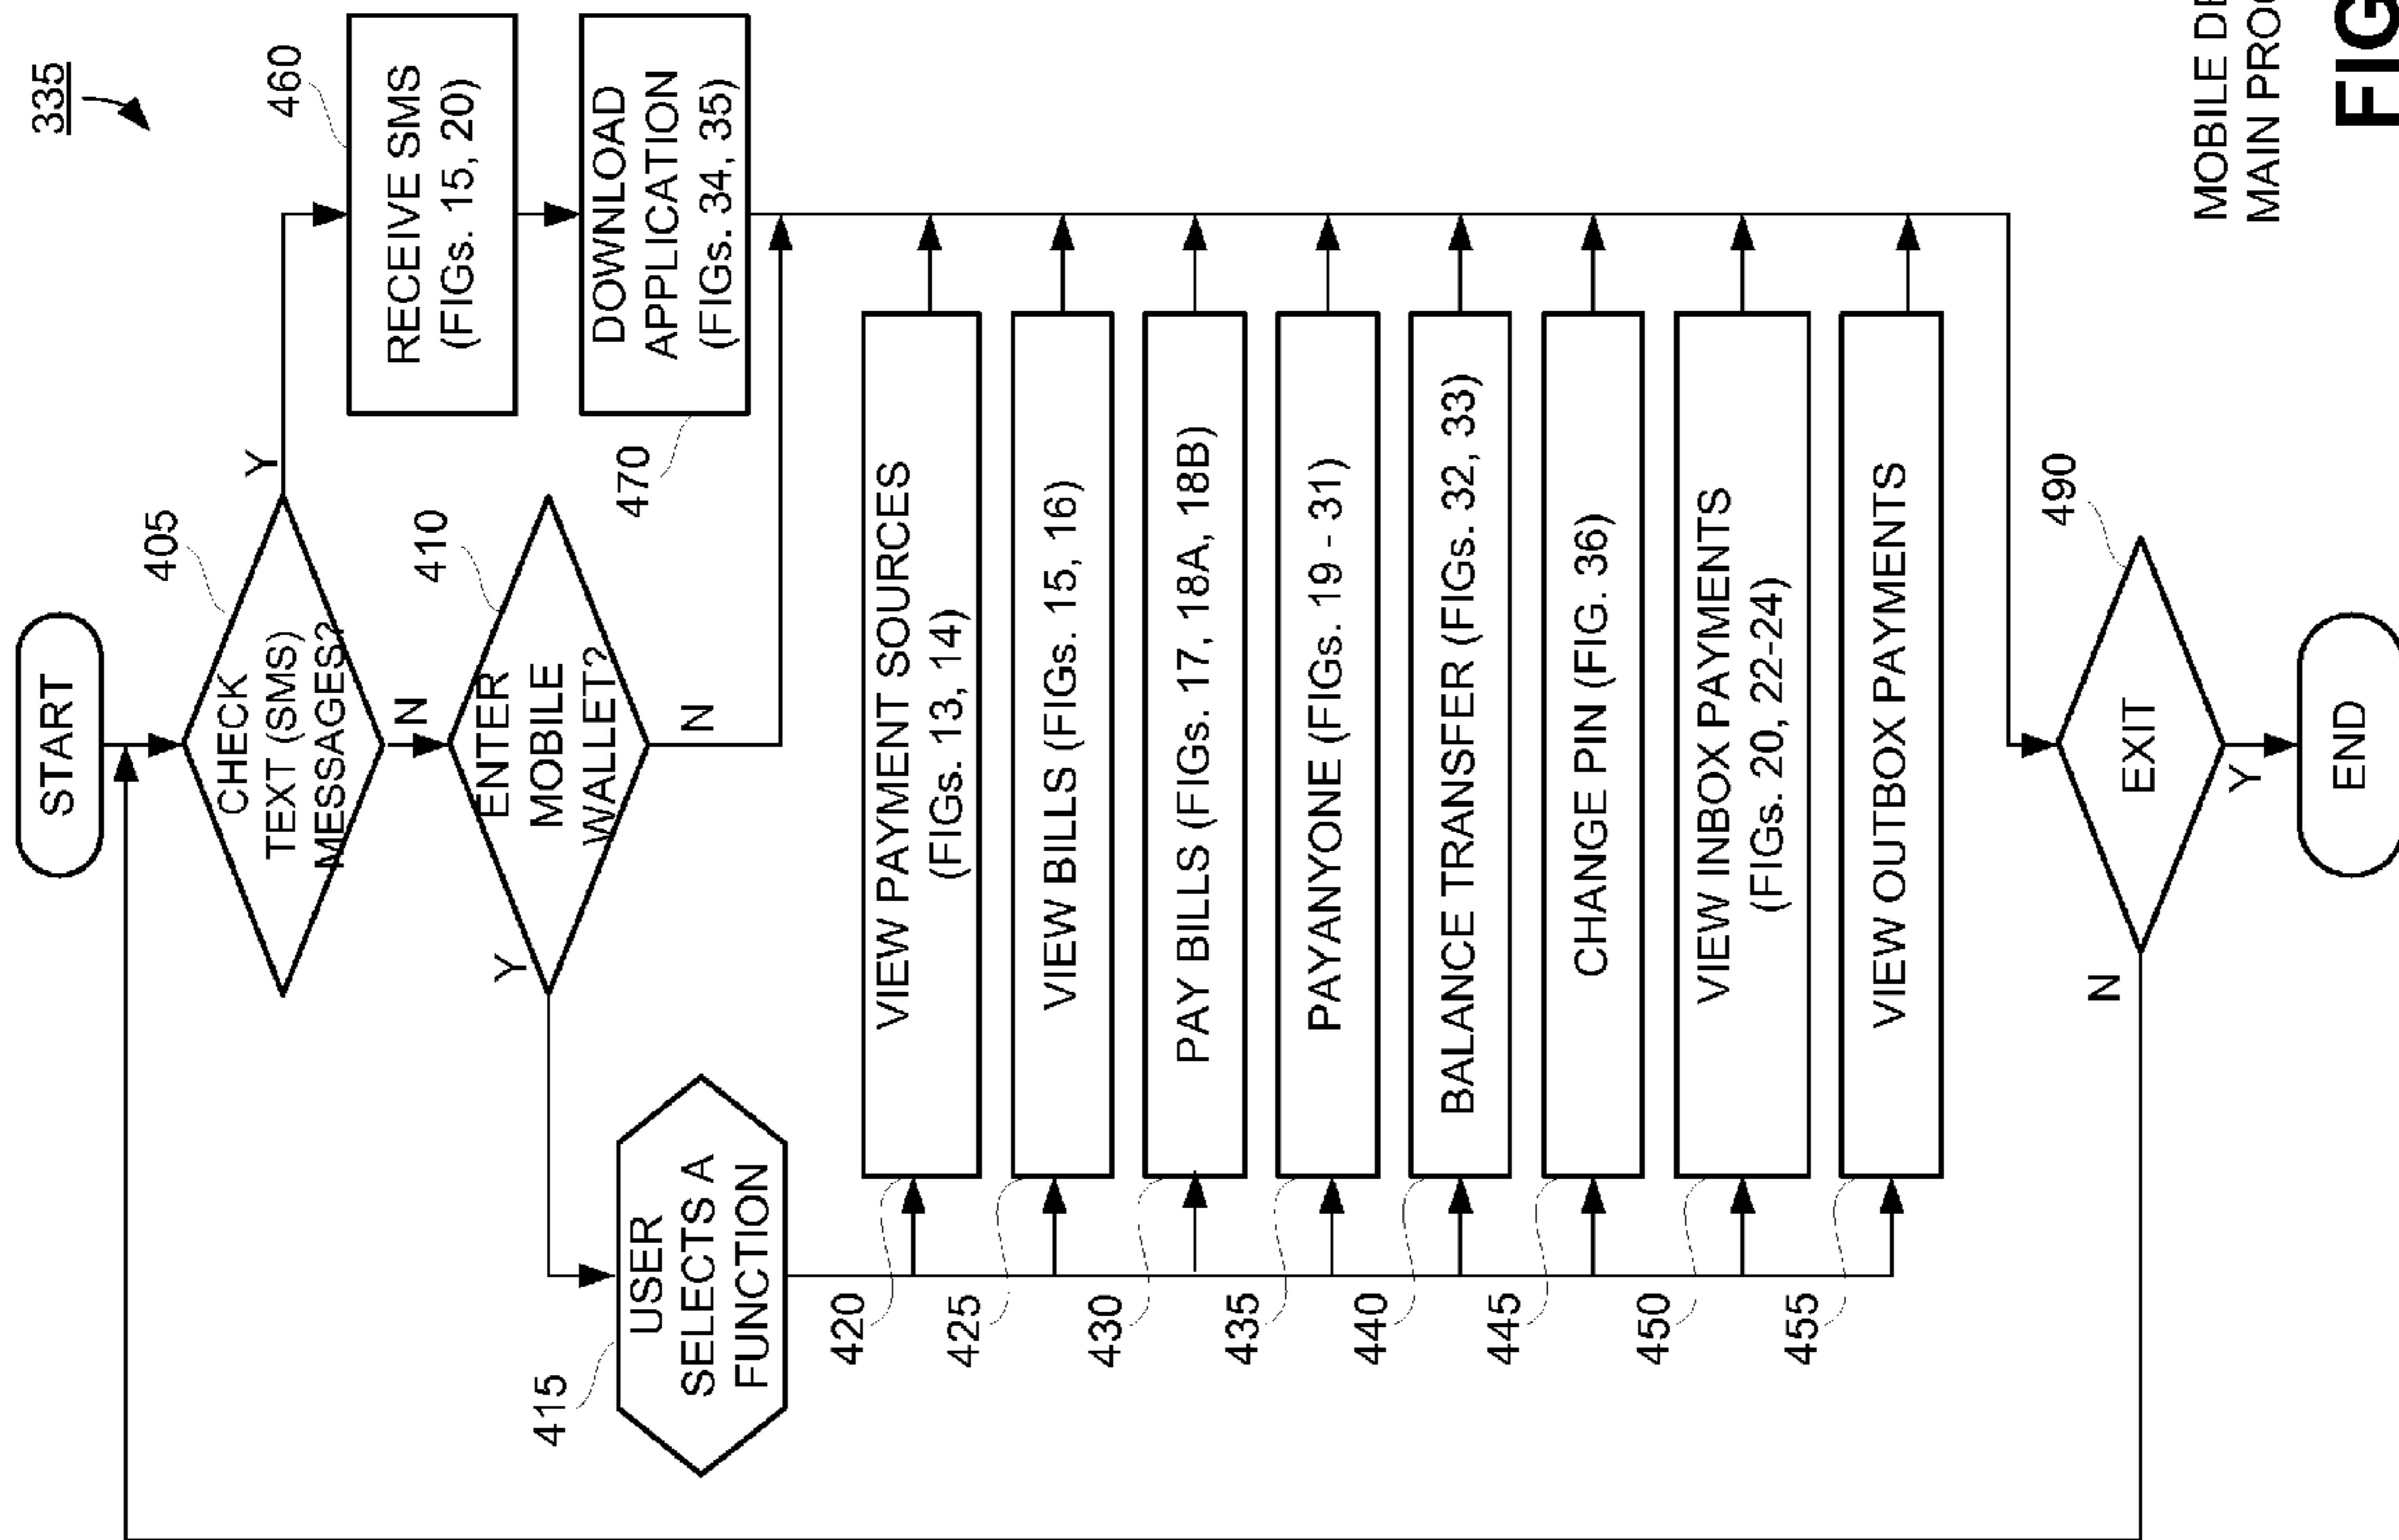 335
START
405
CHECK
TEXT (SMS)
MESSAGES?
Y
N
460
RECEIVE SMS
(FIGs. 15, 20)
410
ENTER
MOBILE
WALLET?
Y
N
470
DOWNLOAD
APPLICATION
(FIGs. 34, 35)
415
USER
SELECTS A
FUNCTION
420
VIEW PAYMENT SOURCES
(FIGs. 13, 14)
425
VIEW BILLS (FIGs. 15, 16)
430
PAY BILLS (FIGs. 17, 18A, 18B)
435
PAYANYONE (FIGs. 19 - 31)
440
BALANCE TRANSFER (FIGs. 32, 33)
445
CHANGE PIN (FIG. 36)
450
VIEW INBOX PAYMENTS
(FIGs. 20, 22-24)
455
VIEW OUTBOX PAYMENTS
490
EXIT
N
Y
END
MOBILE
MAIN
FIG